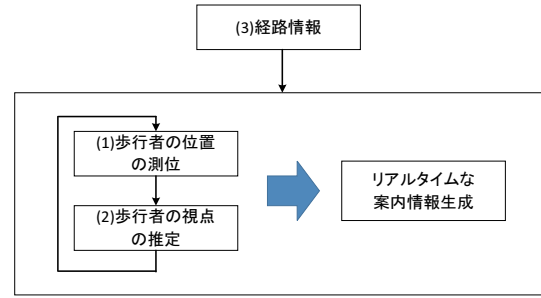 (3)経路情報
(1)歩行者の位置
の測位
(2)歩行者の視点
の推定
リアルタイムな
案内情報生成